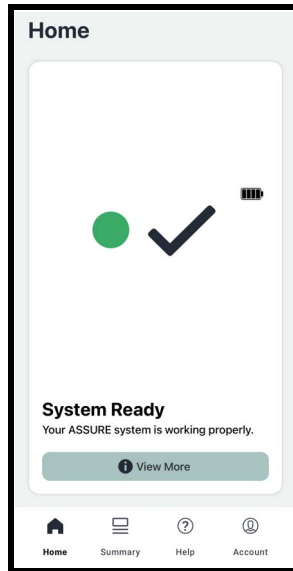 Home
System Ready
Your ASSURE system is working properly.
View More
Home Summary Help Account